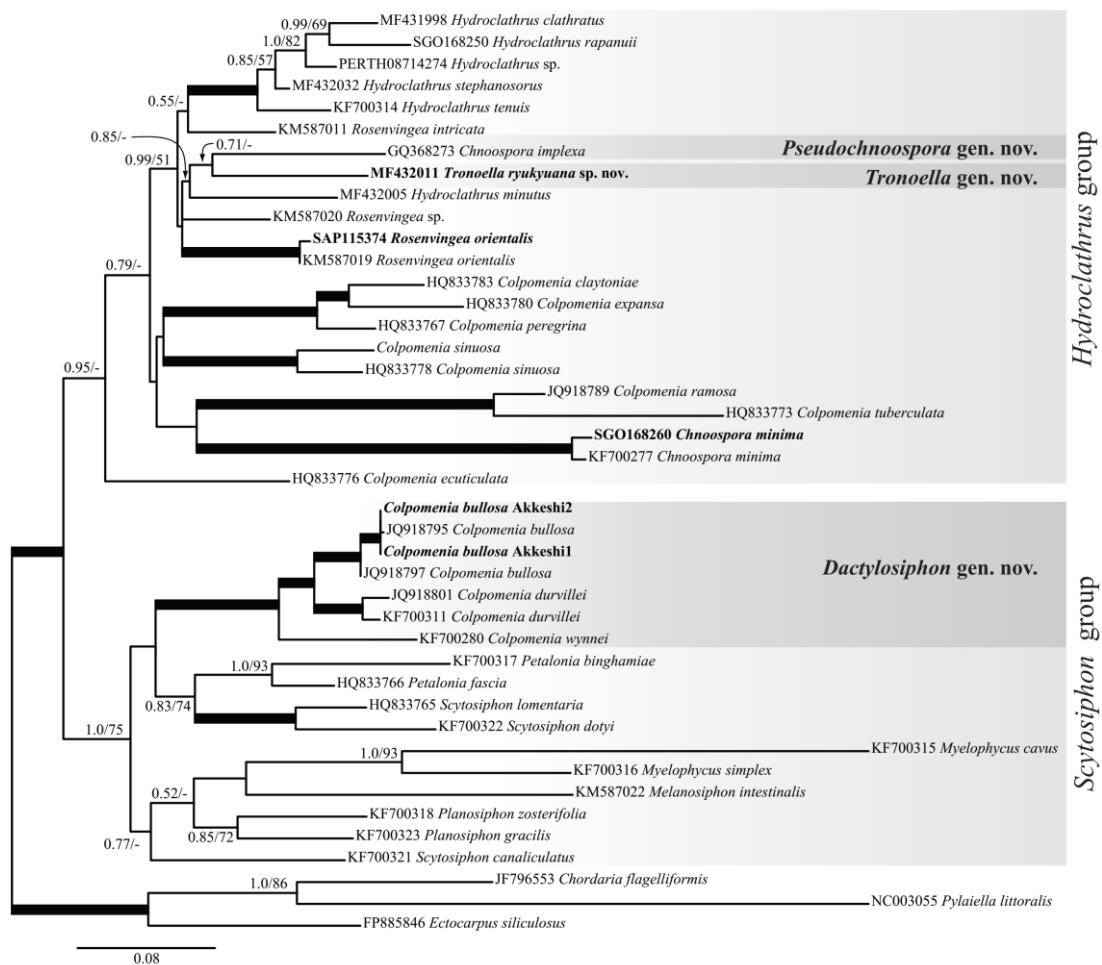 0.99/69
MF431998 Hydroclathrus clathratus
1.0/82
SGO168250 Hydroclathrus rapanuii
0.85/57
PERTH08714274 Hydroclathrus sp.
MF432032 Hydroclathrus stephanosorus
0.55/-
KF700314 Hydroclathrus tenuis
0.85/-
KM587011 Rosenvingea intricata
0.71/-
GQ368273 Chnoospora implexa
Pseudochnoospora gen. nov.
0.99/51
MF432011 Tronoella ryukyuana sp. nov.
Tronoella gen. nov.
MF432005 Hydroclathrus minutus
KM587020 Rosenvingea sp.
SAP115374 Rosenvingea orientalis
KM587019 Rosenvingea orientalis
0.79/-
HQ833783 Colpomenia claytoniae
HQ833780 Colpomenia expansa
HQ833767 Colpomenia peregrina
Colpomenia sinuosa
0.95/-
HQ833778 Colpomenia sinuosa
JQ918789 Colpomenia ramosa
HQ833773 Colpomenia tuberculata
SGO168260 Chnoospora minima
KF700277 Chnoospora minima
HQ833776 Colpomenia ecuticulata
Hydroclathrus group
Colpomenia bullosa Akkeshi2
JQ918795 Colpomenia bullosa
Colpomenia bullosa Akkeshi1
JQ918797 Colpomenia bullosa
Dactylosiphon gen. nov.
JQ918801 Colpomenia durvillei
KF700311 Colpomenia durvillei
KF700280 Colpomenia wynnei
1.0/93
KF700317 Petalonia binghamiae
HQ833766 Petalonia fascia
0.83/74
HQ833765 Scytosiphon lomentaria
KF700322 Scytosiphon dotyi
1.0/75
1.0/93
KF700315 Myelophycus cavus
KF700316 Myelophycus simplex
0.52/-
KM587022 Melanosiphon intestinalis
KF700318 Planosiphon zosterifolia
0.85/72
KF700323 Planosiphon gracilis
0.77/-
KF700321 Scytosiphon canaliculatus
Scytosiphon group
1.0/86
JF796553 Chordaria flagelliformis
NC003055 Pylaiella littoralis
FP885846 Ectocarpus siliculosus
0.08